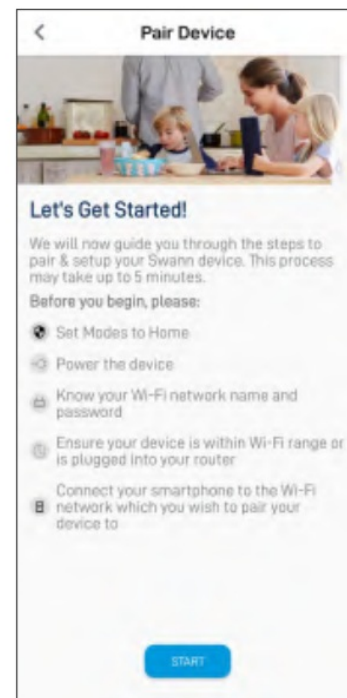 Pair Device
Let's Get Started!
We will now guide you through the steps to
pair & setup your Swann device. This process
may take up to 5 minutes.
Before you begin, please:
Set Modes to Home
Power the device
Know your Wi-Fi network name and
password
Ensure your device is within Wi-Fi range or
is plugged into your router
Connect your smartphone to the Wi-Fi
network which you wish to pair your
device to
START